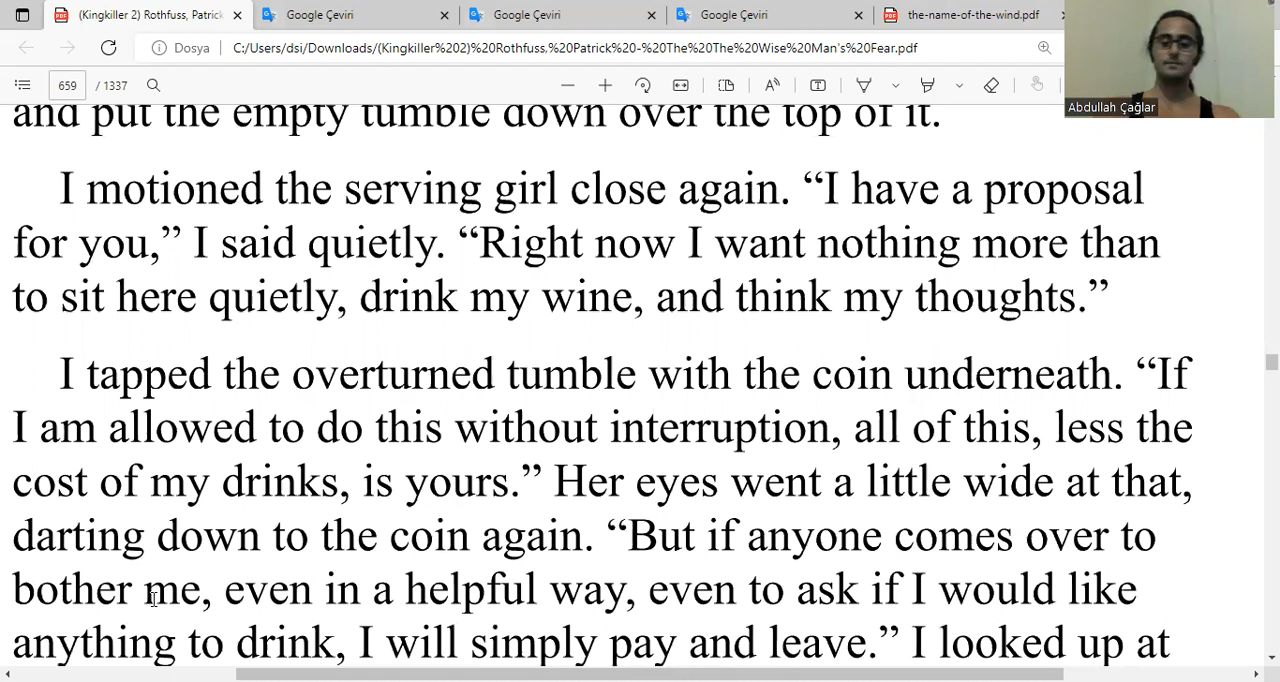 (Kingkiller 2) Rothfuss, Patrick
Google Çeviri
Google Çeviri
Google Çeviri
the-name-of-the-wind.pdf
Dosya
C:/Users/dsi/Downloads/(Kingkiller%202)%20Rothfuss,%20Patrick%20-%20The%20The%20Wise%20Man's%20Fear.pdf
659 / 1337
Abdullah Çağlar
and put the empty tumble down over the top of it.
I motioned the serving girl close again. “I have a proposal
for you,” I said quietly. “Right now I want nothing more than
to sit here quietly, drink my wine, and think my thoughts.”
I tapped the overturned tumble with the coin underneath. “If
I am allowed to do this without interruption, all of this, less the
cost of my drinks, is yours.” Her eyes went a little wide at that,
darting down to the coin again. “But if anyone comes over to
bother me, even in a helpful way, even to ask if I would like
anything to drink, I will simply pay and leave.” I looked up at